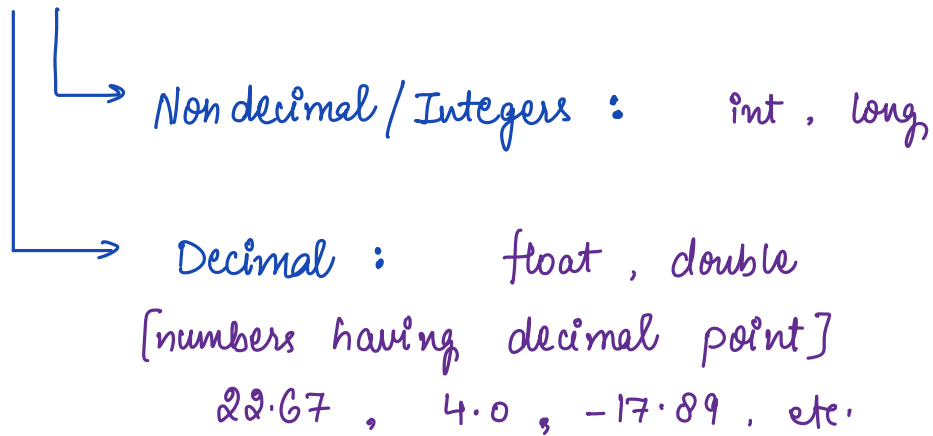 Non decimal / Integers : int , long
Decimal : float , double
[numbers having decimal point]
22.67 , 4.0 , -17.89 , etc.